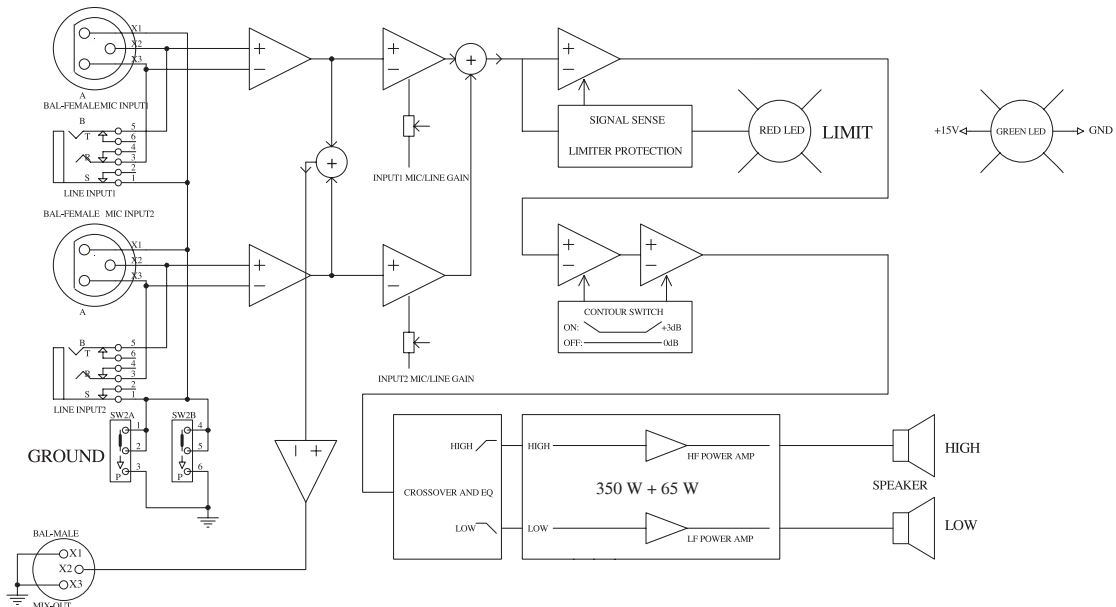 X1
X2
X3
A
BAL-FEMALE MIC INPUT1
B
5
T
6
4
R
3
2
S
1
LINE INPUT1
BAL-FEMALE MIC INPUT2
X1
X2
X3
A
B
5
T
6
4
R
3
2
S
1
LINE INPUT2
SW2A
SW2B
1
4
GROUND
2
5
3
6
P
P
BAL-MALE
X1
X2
X3
MIX-OUT
+
−
+
−
+
+
−
+
−
+
−
INPUT1 MIC/LINE GAIN
+
+
−
INPUT2 MIC/LINE GAIN
− +
+
−
SIGNAL SENSE
LIMITER PROTECTION
RED LED
LIMIT
+15V
GREEN LED
GND
+
−
+
−
CONTOUR SWITCH
ON:
+3dB
OFF:
0dB
CROSSOVER AND EQ
HIGH
LOW
HIGH
HF POWER AMP
350 W + 65 W
LOW
LF POWER AMP
HIGH
SPEAKER
LOW